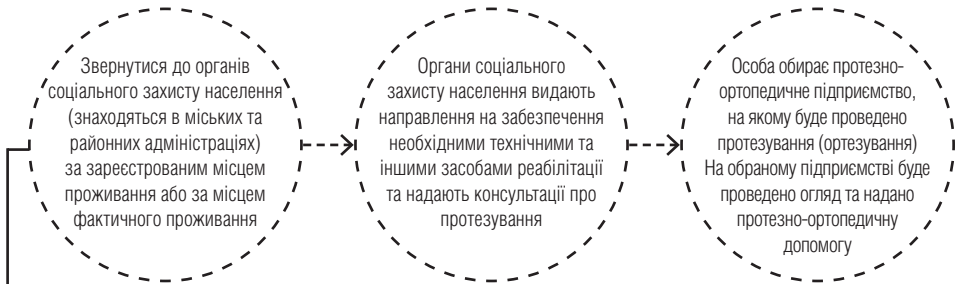 Звернутися до органів
соціального захисту населення
(знаходяться в міських та
районних адміністраціях)
за зареєстрованим місцем
проживання або за місцем
фактичного проживання
Органи соціального
захисту населення видають
направлення на забезпечення
необхідними технічними та
іншими засобами реабілітації
та надають консультації про
протезування
Особа обирає протезно-
ортопедичне підприємство,
на якому буде проведено
протезування (ортезування)
На обраному підприємстві буде
проведено огляд та надано
протезно-ортопедичну
допомогу